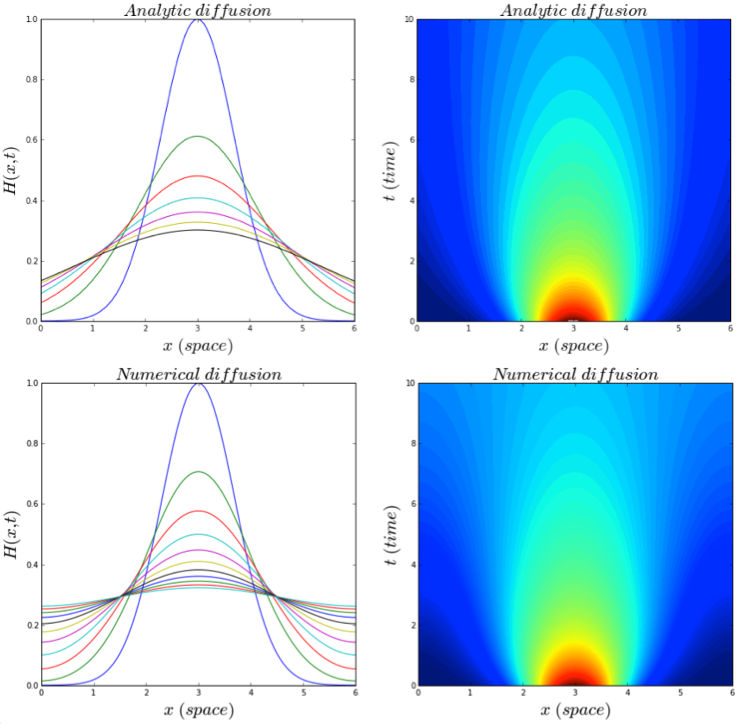 Analytic diffusion
1.0
0.8
0.6
0.4
0.2
0.0
H(x,t)
0 1 2 3 4 5 6
x (space)
Analytic diffusion
10
8
6
4
2
0
t (time)
0 1 2 3 4 5 6
x (space)
Numerical diffusion
1.0
0.8
0.6
0.4
0.2
0.0
H(x,t)
0 1 2 3 4 5 6
x (space)
Numerical diffusion
10
8
6
4
2
0
t (time)
0 1 2 3 4 5 6
x (space)